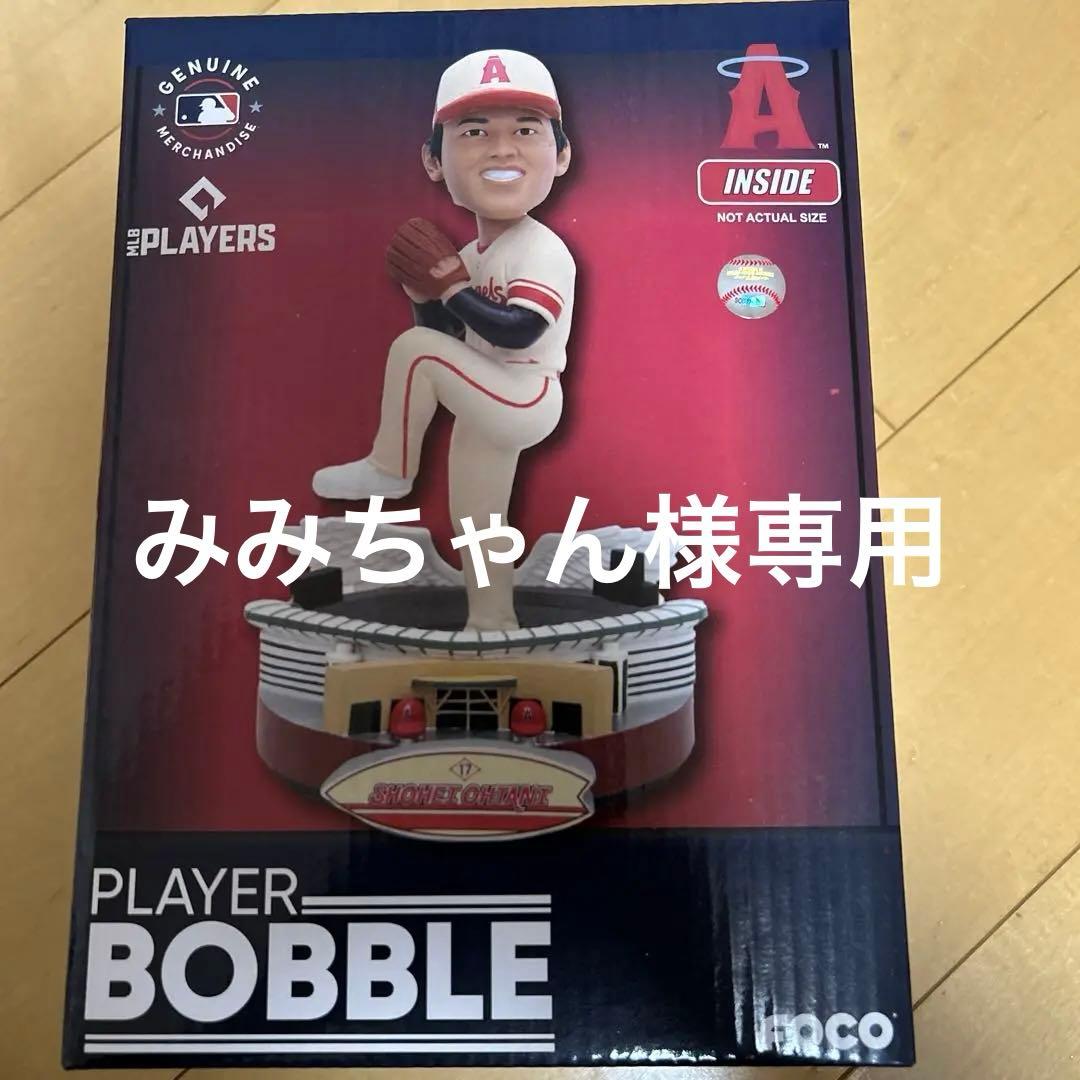 GENUINE
MERCHANDISE
MLB PLAYERS
A
A
TM
INSIDE
NOT ACTUAL SIZE
みみちゃん様専用
17
SHOHEI OHTANI
PLAYER
BOBBLE
FOCO